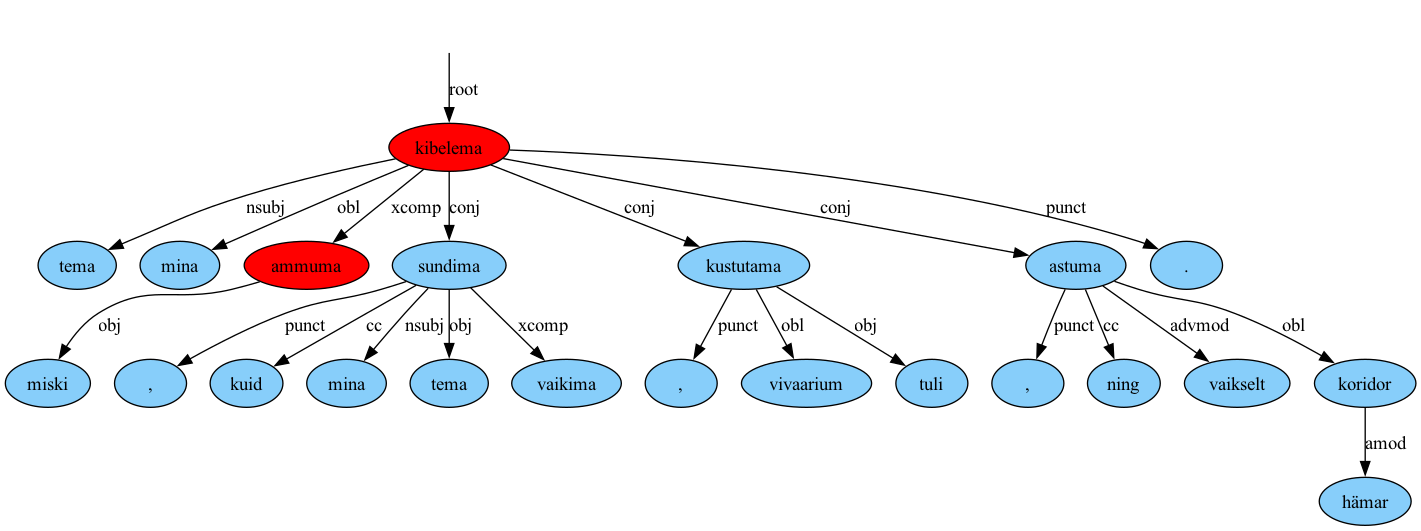 root
kibelema
nsubj obl xcomp conj conj conj punct
tema mina ammuma sundima kustutama astuma .
obj punct cc nsubj obj xcomp punct obl obj punct cc advmod obl
miski , kuid mina tema vaikima , vivaarium tuli , ning vaikselt koridor
amod
hämar